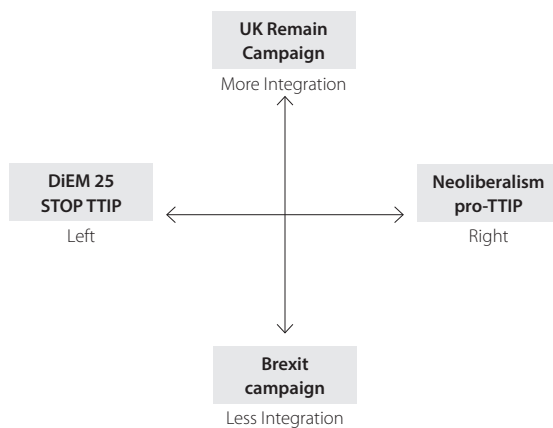 UK Remain
Campaign
More Integration
DiEM 25
STOP TTIP
Left
Neoliberalism
pro-TTIP
Right
Brexit
campaign
Less Integration